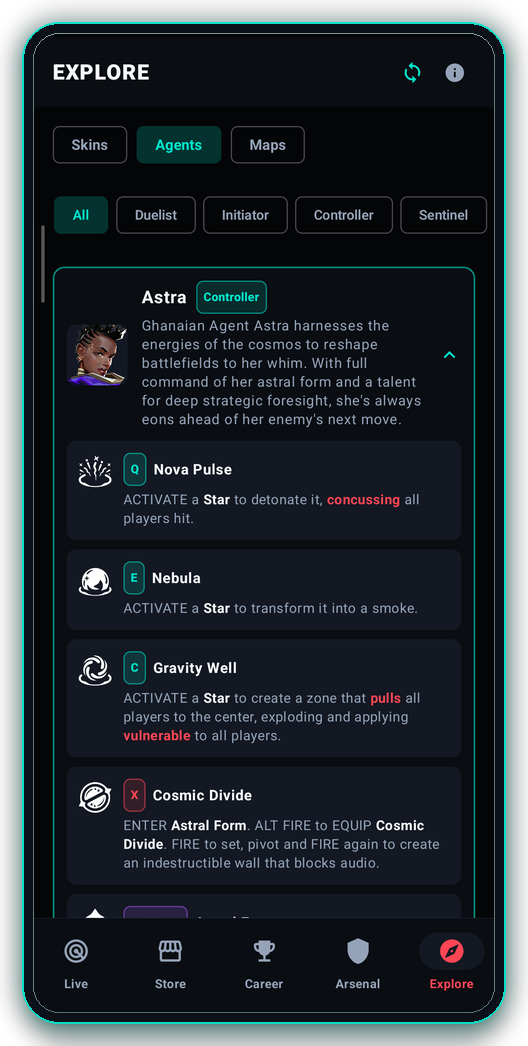 EXPLORE
Skins
Agents
Maps
All
Duelist
Initiator
Controller
Sentinel
Astra
Controller
Ghanaian Agent Astra harnesses the
energies of the cosmos to reshape
battlefields to her whim. With full
command of her astral form and a talent
for deep strategic foresight, she's always
eons ahead of her enemy's next move.
Q
Nova Pulse
ACTIVATE a Star to detonate it, concussing all
players hit.
E
Nebula
ACTIVATE a Star to transform it into a smoke.
C
Gravity Well
ACTIVATE a Star to create a zone that pulls all
players to the center, exploding and applying
vulnerable to all players.
X
Cosmic Divide
ENTER Astral Form. ALT FIRE to EQUIP Cosmic
Divide. FIRE to set, pivot and FIRE again to create
an indestructible wall that blocks audio.
Live
Store
Career
Arsenal
Explore